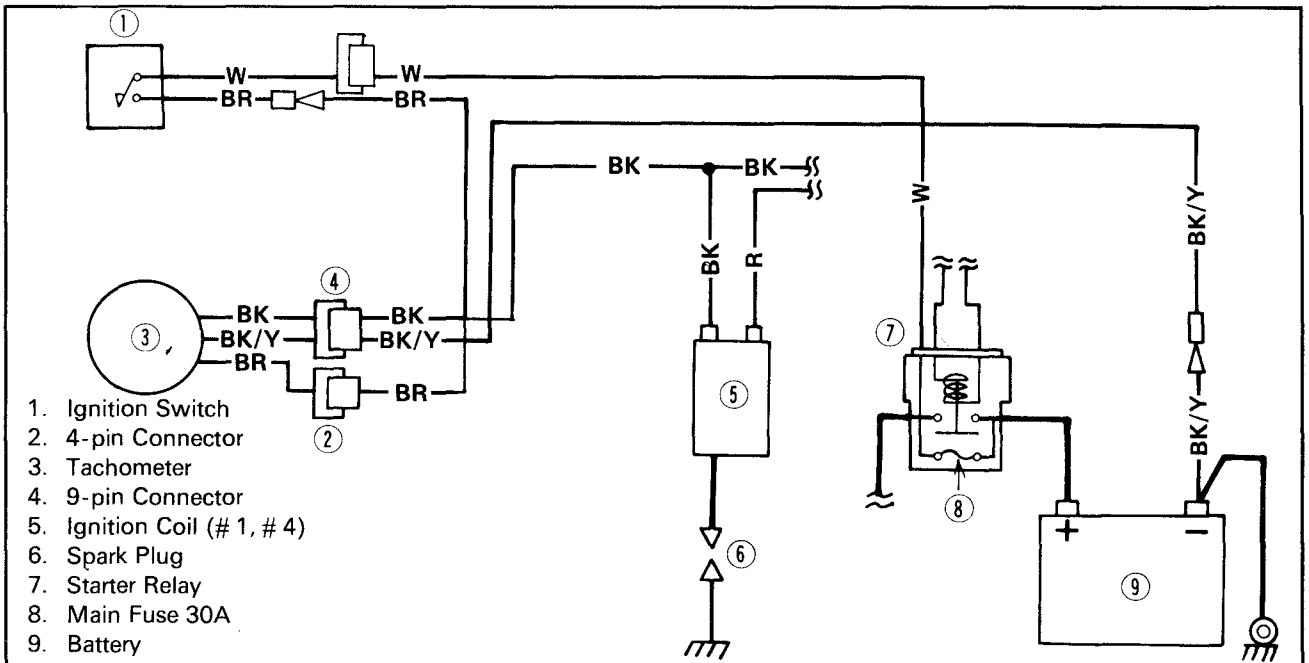 1
W
W
BR
BR
BK
BK
W
BK/Y
BK
R
4
BK
BK
7
3
BK/Y
BK/Y
BR
BR
5
2
BK/Y
1. Ignition Switch
2. 4-pin Connector
3. Tachometer
4. 9-pin Connector
5. Ignition Coil (#1, #4)
6. Spark Plug
7. Starter Relay
8. Main Fuse 30A
9. Battery
8
6
+
−
9